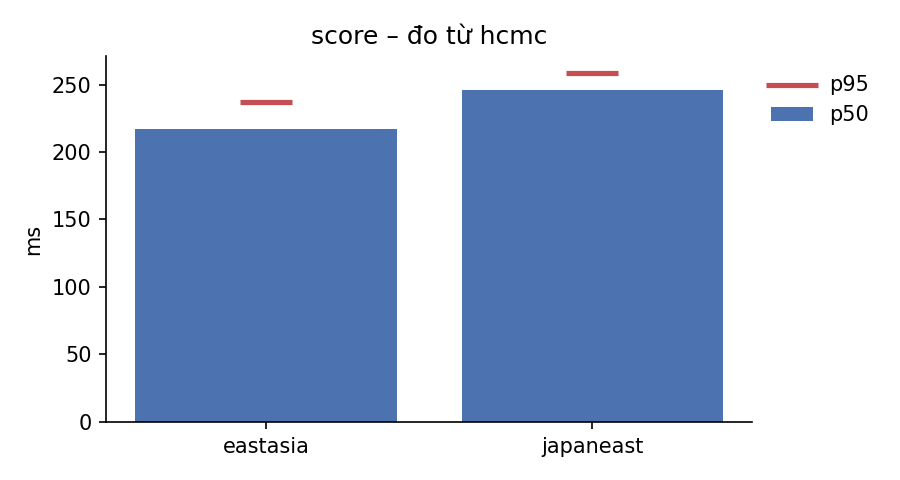 score – đo từ hcmc
250
200
150
100
50
0
ms
eastasia
japaneast
p95
p50